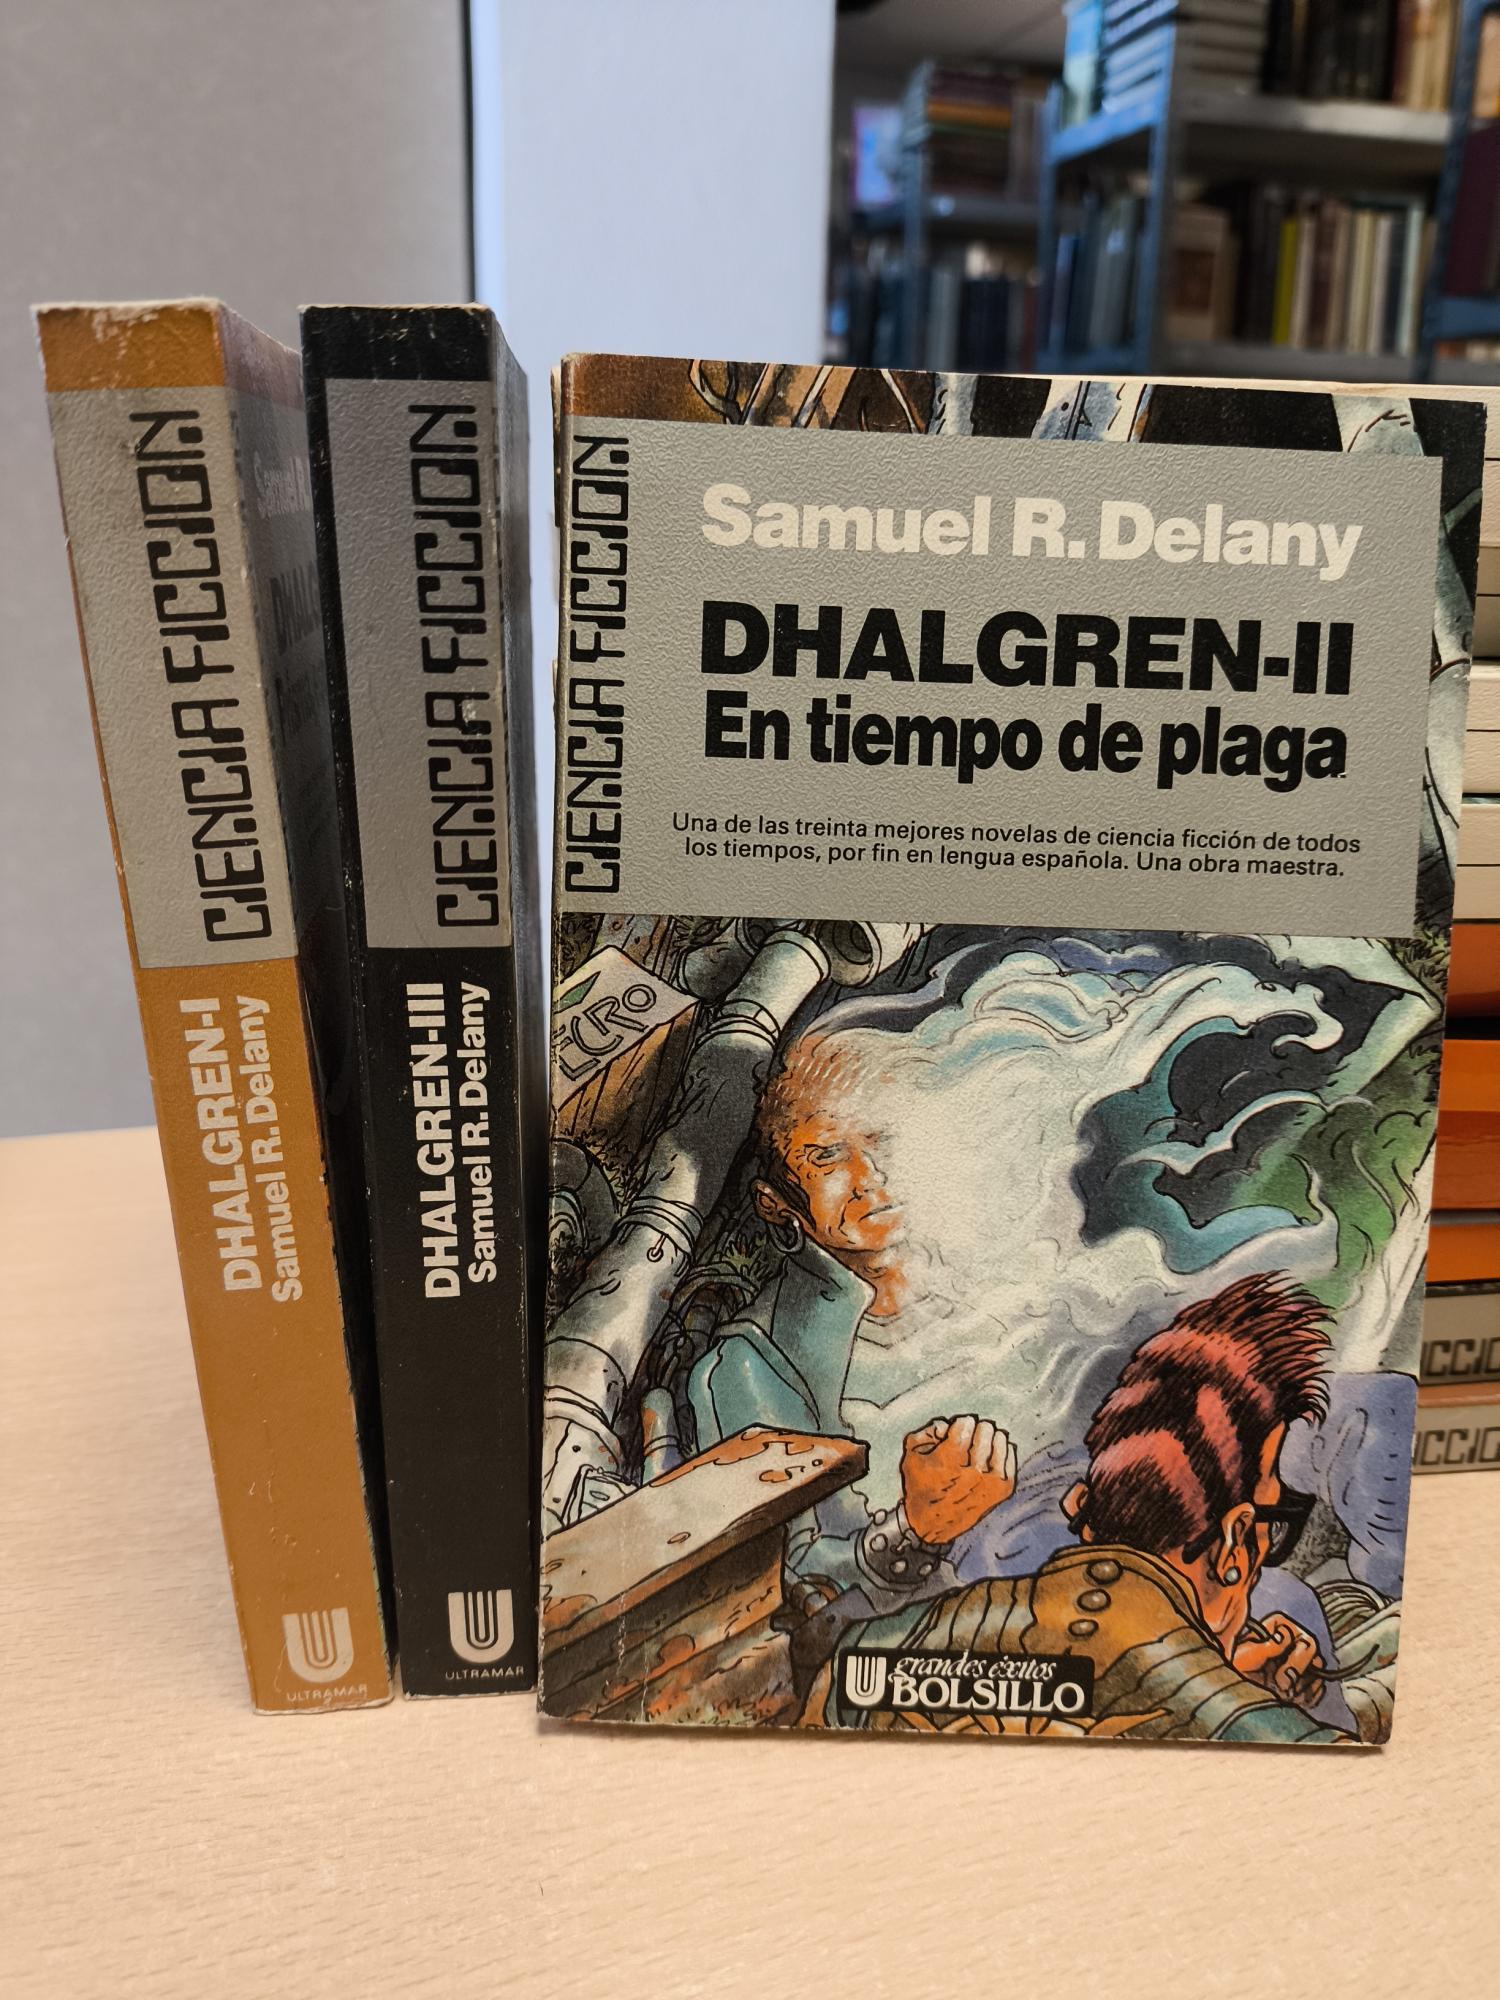 CIENCIA FICCION
DHALGREN-I
Samuel R. Delany
ULTRAMAR
CIENCIA FICCION
DHALGREN-III
Samuel R. Delany
ULTRAMAR
CIENCIA FICCION
Samuel R. Delany
DHALGREN-II
En tiempo de plaga
Una de las treinta mejores novelas de ciencia ficción de todos
los tiempos, por fin en lengua española. Una obra maestra.
ECRO
grandes éxitos
BOLSILLO